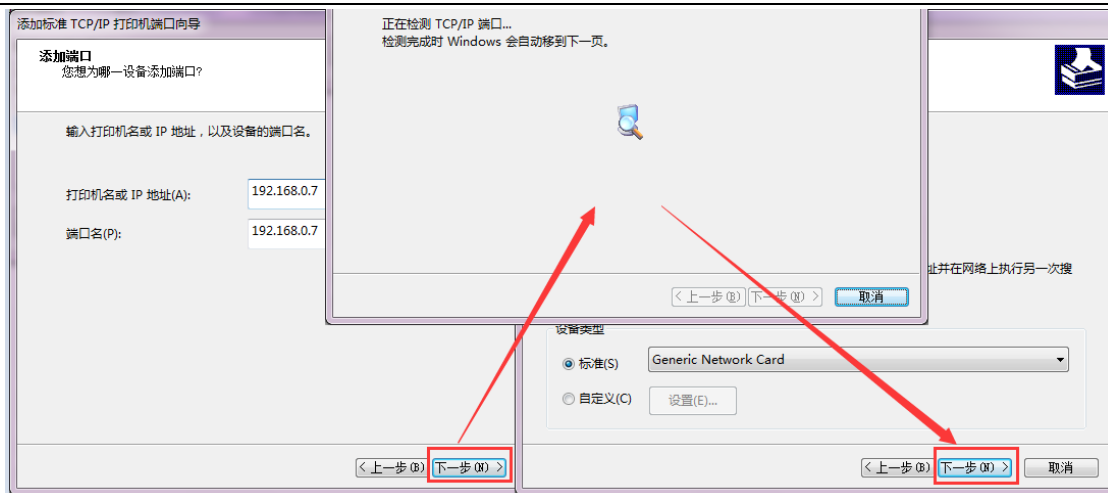 添加标准 TCP/IP 打印机端口向导
添加端口
您想为哪一设备添加端口?
输入打印机名或 IP 地址，以及设备的端口名。
打印机名或 IP 地址(A):
192.168.0.7
端口名(P):
192.168.0.7
<上一步(B)
下一步(N) >
正在检测 TCP/IP 端口...
检测完成时 Windows 会自动移到下一页。
<上一步(B)
下一步(N) >
取消
址并在网络上执行另一次搜
设备类型
标准(S)
Generic Network Card
自定义(C)
设置(E)...
<上一步(B)
下一步(N) >
取消